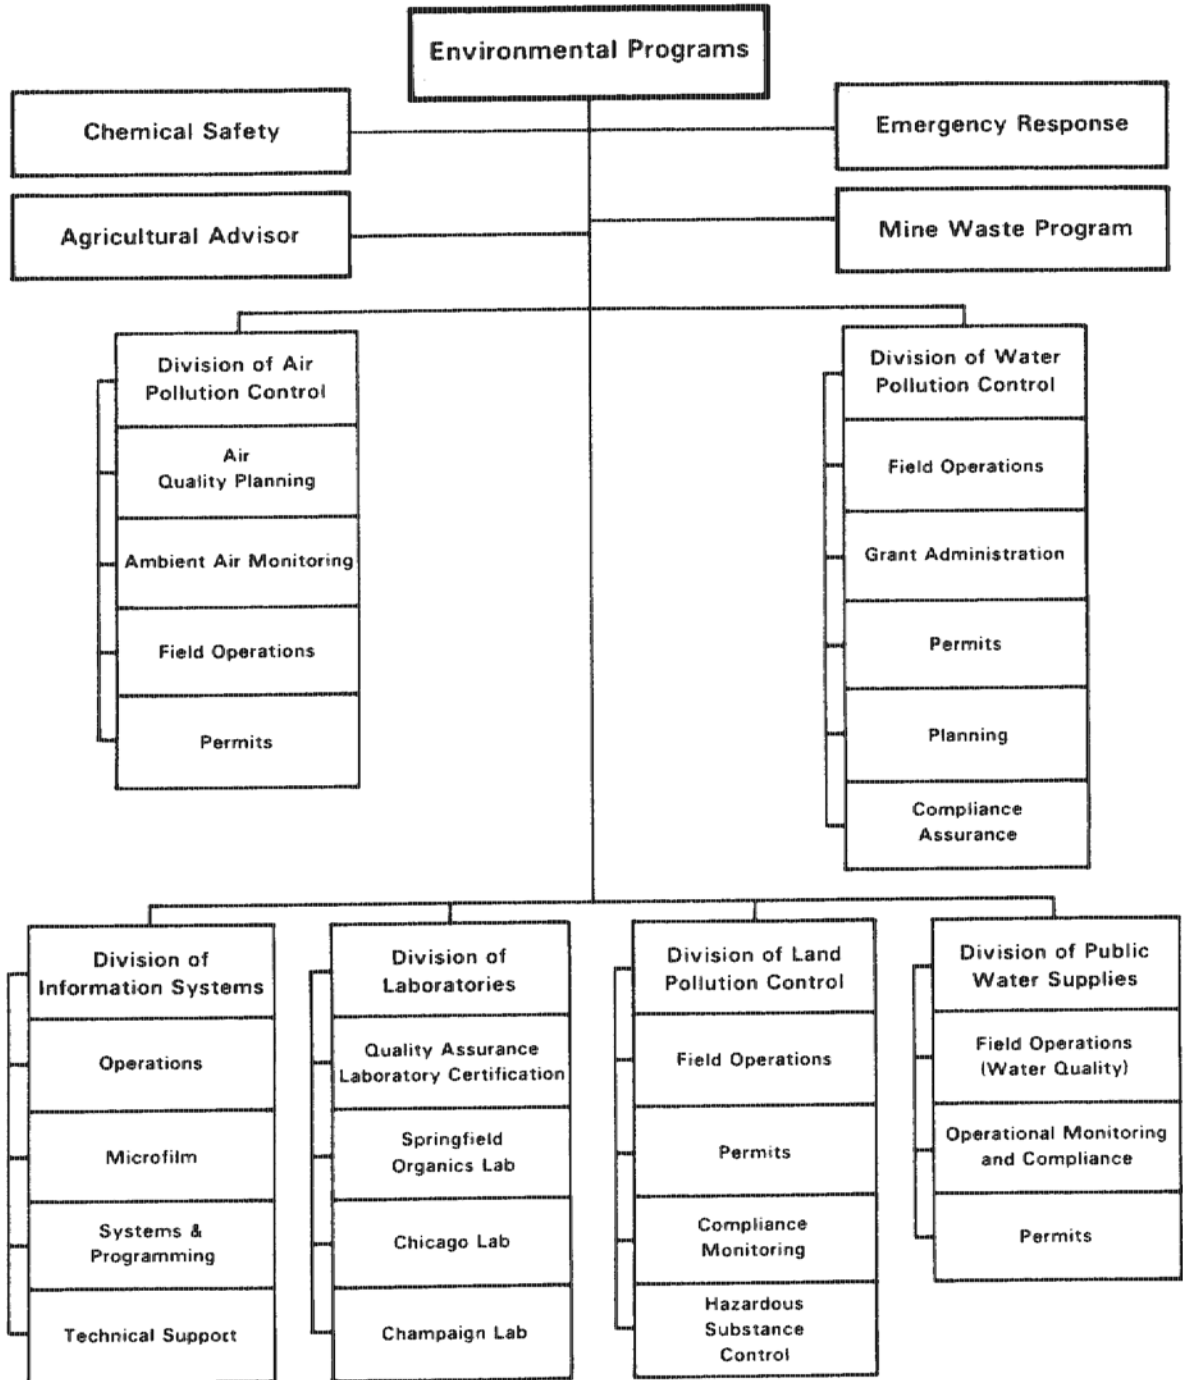 Environmental Programs
Chemical Safety
Emergency Response
Agricultural Advisor
Mine Waste Program
Division of Air
Pollution Control
Air
Quality Planning
Ambient Air Monitoring
Field Operations
Permits
Division of Water
Pollution Control
Field Operations
Grant Administration
Permits
Planning
Compliance
Assurance
Division of
Information Systems
Operations
Microfilm
Systems &
Programming
Technical Support
Division of
Laboratories
Quality Assurance
Laboratory Certification
Springfield
Organics Lab
Chicago Lab
Champaign Lab
Division of Land
Pollution Control
Field Operations
Permits
Compliance
Monitoring
Hazardous
Substance
Control
Division of Public
Water Supplies
Field Operations
(Water Quality)
Operational Monitoring
and Compliance
Permits